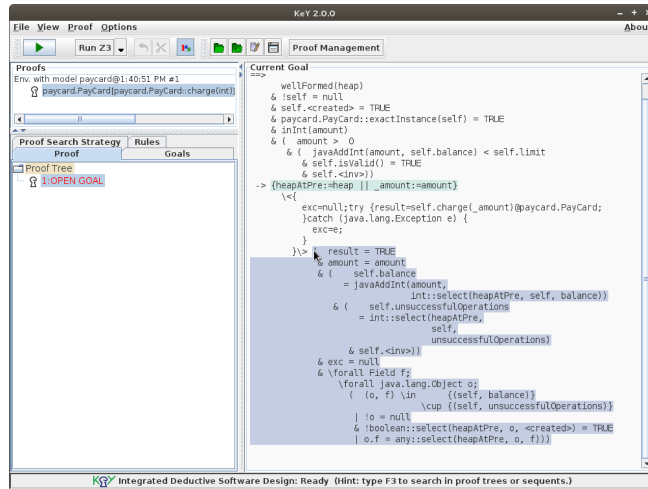 KeY 2.0.0
File View Proof Options
Abou
Run Z3
Proof Management
Proofs
Env. with model paycard@1:40:51 PM #1
paycard.PayCard[paycard.PayCard::charge(int)]
Proof Search Strategy Rules
Proof Goals
Proof Tree
1:OPEN GOAL
Current Goal
==>
wellFormed(heap)
& !self = null
& self.<created> = TRUE
& paycard.PayCard::exactInstance(self) = TRUE
& inInt(amount)
& ( amount > 0
& ( javaAddInt(amount, self.balance) < self.limit
& self.isValid() = TRUE
& self.<inv>))
-> {heapAtPre:=heap || _amount:=amount}
\<{
exc=null;try {result=self.charge(_amount)@paycard.PayCard;
}catch (java.lang.Exception e) {
exc=e;
}
}\> ( result = TRUE
& amount = amount
& ( self.balance
= javaAddInt(amount,
int::select(heapAtPre, self, balance))
& ( self.unsuccessfulOperations
= int::select(heapAtPre,
self,
unsuccessfulOperations)
& self.<inv>))
& exc = null
& \forall Field f;
\forall java.lang.Object o;
( (o, f) \in {(self, balance)}
\cup {(self, unsuccessfulOperations)}
| !o = null
& !boolean::select(heapAtPre, o, <created>) = TRUE
| o.f = any::select(heapAtPre, o, f)))
KeY Integrated Deductive Software Design: Ready (Hint: type F3 to search in proof trees or sequents.)